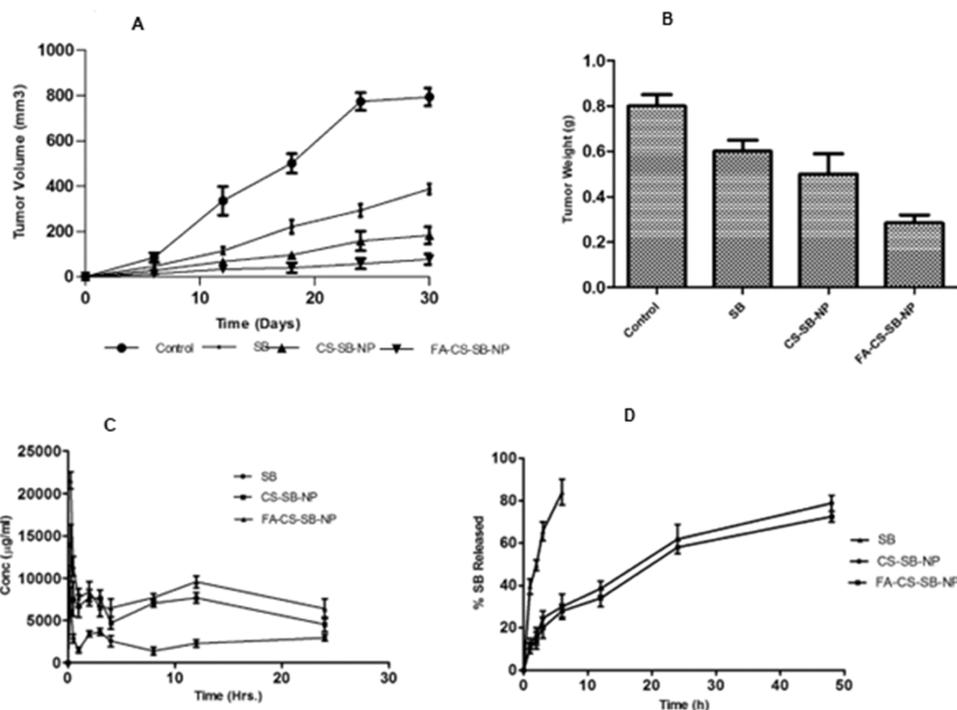 A
B
1000
800
600
400
200
0
Tumor Volume (mm3)
0 10 20 30
Time (Days)
Control SB CS-SB-NP FA-CS-SB-NP
1.0
0.8
0.6
0.4
0.2
0.0
Tumor Weight (g)
Control
SB
CS-SB-NP
FA-CS-SB-NP
C
D
25000
20000
15000
10000
5000
0
Conc (µg/ml)
SB
CS-SB-NP
FA-CS-SB-NP
0 10 20 30
Time (Hrs.)
100
80
60
40
20
0
% SB Released
SB
CS-SB-NP
FA-CS-SB-NP
0 10 20 30 40 50
Time (h)